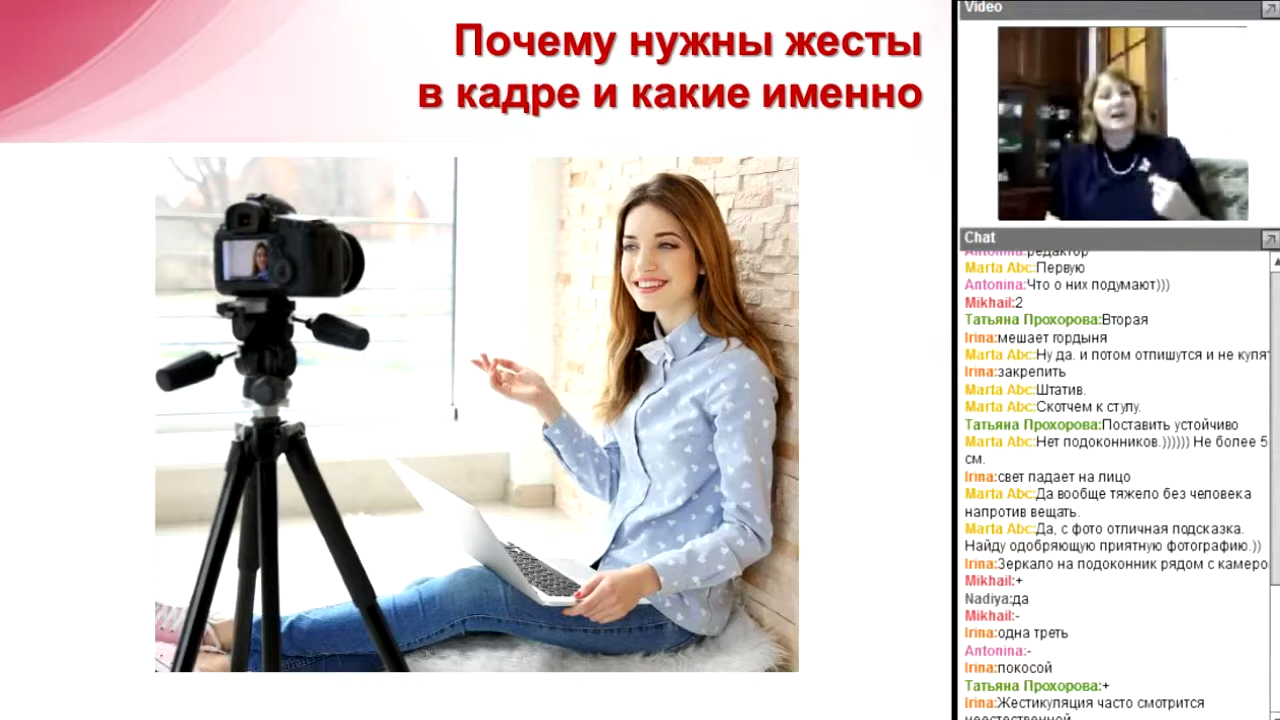 Почему нужны жесты
в кадре и какие именно
Video
Chat
Antonina:редактор
Marta Abc:Первую
Antonina:Что о них подумают)))
Mikhail:2
Татьяна Прохорова:Вторая
Irina:мешает гордыня
Marta Abc:Ну да. и потом отпишутся и не купят
Irina:закрепить
Marta Abc:Штатив.
Marta Abc:Скотчем к ступу.
Татьяна Прохорова:Поставить устойчиво
Marta Abc:Нет подоконников.)))))) Не более 5
см.
Irina:свет падает на лицо
Marta Abc:Да вообще тяжело без человека
напротив вещать.
Marta Abc:Да, с фото отличная подсказка.
Найду одобряющую приятную фотографию.))
Irina:Зеркало на подоконник рядом с камеро
Mikhail:+
Nadiya:да
Mikhail:-
Irina:одна треть
Antonina:-
Irina:покосой
Татьяна Прохорова:+
Irina:Жестикуляция часто смотрится
неестественной